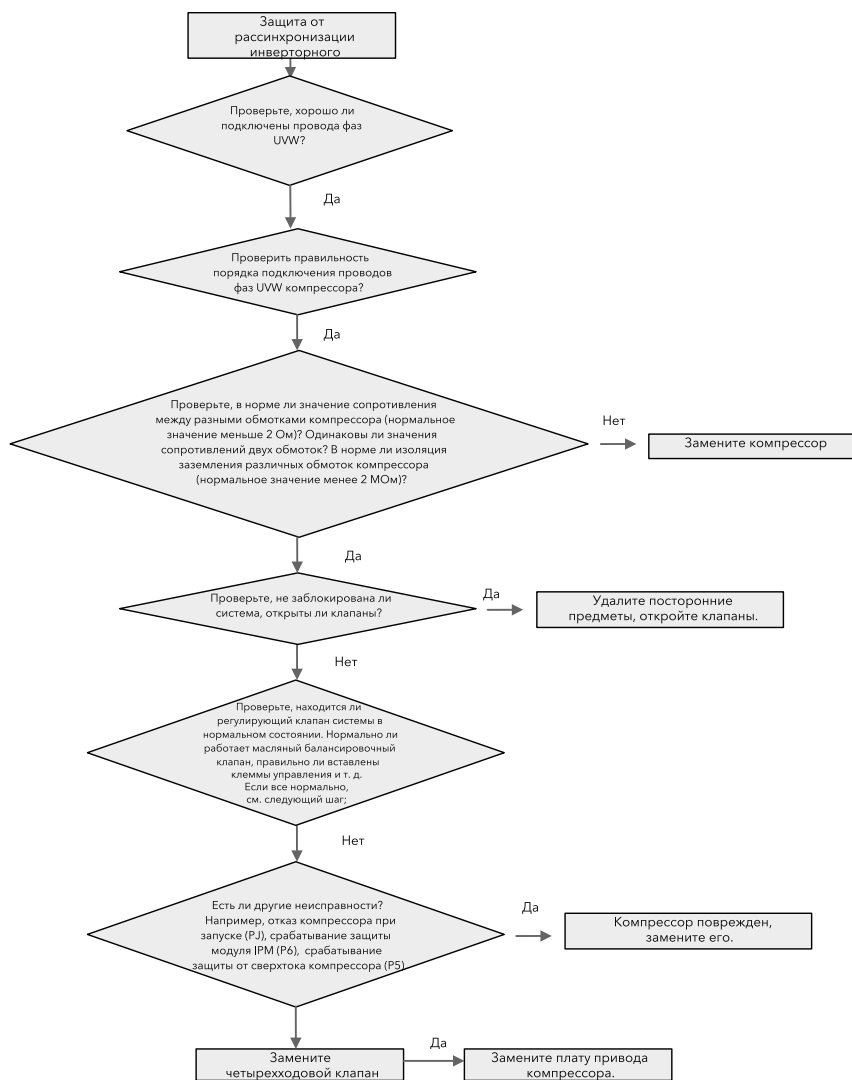 Защита от
рассинхронизации
инверторного
Проверьте, хорошо ли
подключены провода фаз
UVW?
Да
Проверить правильность
порядка подключения проводов
фаз UVW компрессора?
Да
Проверьте, в норме ли значение сопротивления
между разными обмотками компрессора (нормальное
значение меньше 2 Ом)? Одинаковы ли значения
сопротивлений двух обмоток? В норме ли изоляция
заземления различных обмоток компрессора
(нормальное значение менее 2 МОм)?
Нет
Замените компрессор
Да
Проверьте, не заблокирована ли
система, открыты ли клапаны?
Да
Удалите посторонние
предметы, откройте клапаны.
Нет
Проверьте, находится ли
регулирующий клапан системы в
нормальном состоянии. Нормально ли
работает масляный балансировочный
клапан, правильно ли вставлены
клеммы управления и т. д.
Если все нормально,
см. следующий шаг;
Нет
Есть ли другие неисправности?
Например, отказ компрессора при
запуске (PJ), срабатывание защиты
модуля IPM (P6), срабатывание
защиты от сверхтока компрессора (P5)
Да
Компрессор поврежден,
замените его.
Замените
четырехходовой клапан
Да
Замените плату привода
компрессора.